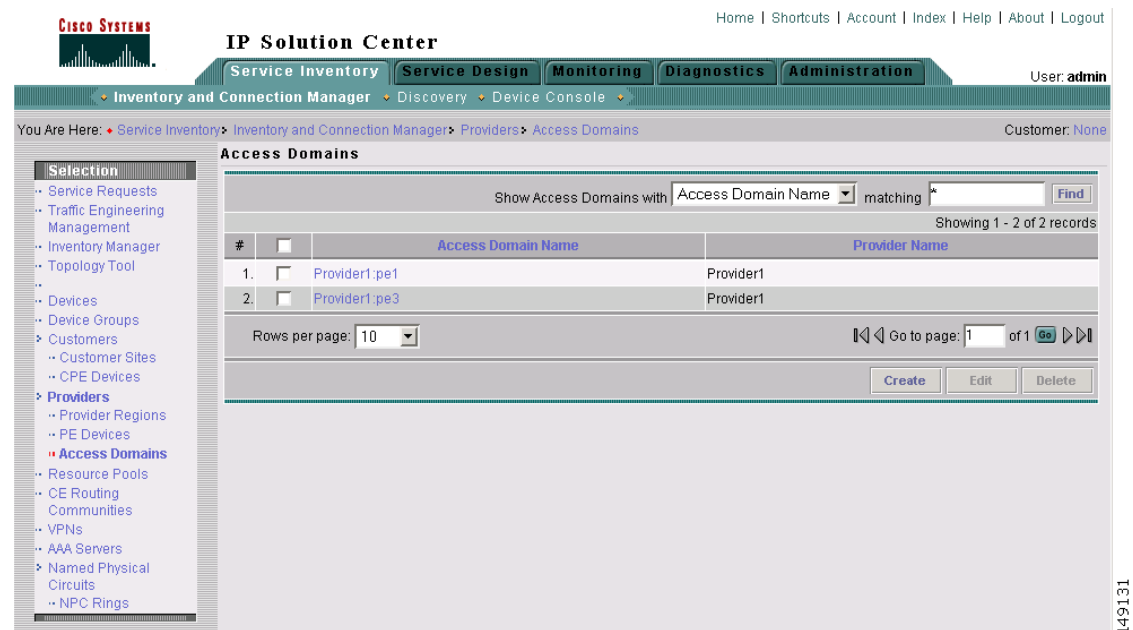 Home | Shortcuts | Account | Index | Help | About | Logout
CISCO SYSTEMS
IP Solution Center
Service Inventory Service Design Monitoring Diagnostics Administration
User: admin
Inventory and Connection Manager Discovery Device Console
You Are Here: Service Inventory Inventory and Connection Manager Providers Access Domains
Customer: None
Selection
Service Requests
Traffic Engineering
Management
Inventory Manager
Topology Tool
Devices
Device Groups
Customers
Customer Sites
CPE Devices
Providers
Provider Regions
PE Devices
Access Domains
Resource Pools
CE Routing
Communities
VPNs
AAA Servers
Named Physical
Circuits
NPC Rings
Access Domains
Show Access Domains with Access Domain Name matching * Find
Showing 1 - 2 of 2 records
# Access Domain Name Provider Name
1. Provider1:pe1 Provider1
2. Provider1:pe3 Provider1
Rows per page: 10 Go to page: 1 of 1 Go
Create Edit Delete
149131